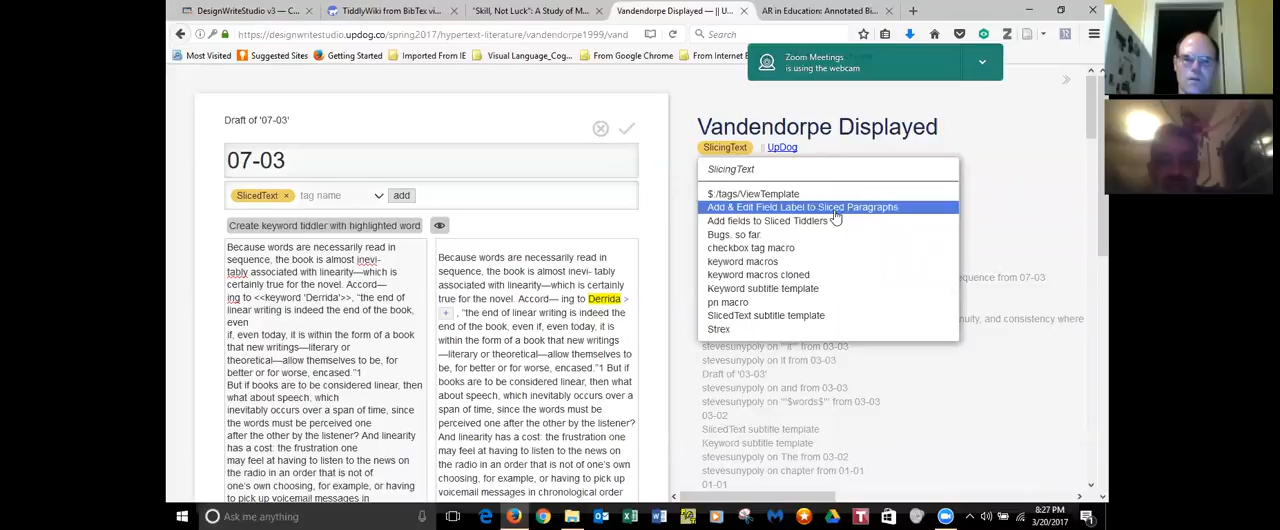 DesignWriteStudio v3 — C...
TiddlyWiki from BibTex vi...
"Skill, Not Luck": A Study of M...
Vandendorpe Displayed — || U...
AR in Education: Annotated Bi...
https://designwritestudio.updog.co/spring2017/hypertext-literature/vandendorpe1999/vand
Search
Most Visited
Suggested Sites
Getting Started
Imported From IE
Visual Language_Cog...
From Google Chrome
From Internet E
Zoom Meetings
is using the webcam
Draft of '07-03'
07-03
SlicedText ×
tag name
add
Create keyword tiddler with highlighted word
Because words are necessarily read in
sequence, the book is almost inevi-
tably associated with linearity—which is
certainly true for the novel. Accord—
ing to <<keyword 'Derrida'>>, "the end of
linear writing is indeed the end of the book,
even
if, even today, it is within the form of a book
that new writings—literary or
theoretical—allow themselves to be, for
better or for worse, encased."1
But if books are to be considered linear, then
what about speech, which
inevitably occurs over a span of time, since
the words must be perceived one
after the other by the listener? And linearity
has a cost: the frustration one
may feel at having to listen to the news on
the radio in an order that is not of
one's own choosing, for example, or having
to pick up voicemail messages in
Because words are necessarily read in
sequence, the book is almost inevi- tably
associated with linearity—which is certainly
true for the novel. Accord— ing to Derrida >
+ , "the end of linear writing is indeed the
end of the book, even if, even today, it is
within the form of a book that new writings
—literary or theoretical—allow themselves to
be, for better or for worse, encased."1 But if
books are to be considered linear, then what
about speech, which inevitably occurs over a
span of time, since the words must be
perceived one after the other by the listener?
And linearity has a cost: the frustration one
may feel at having to listen to the news on
the radio in an order that is not of one's own
choosing, for example, or having to pick up
voicemail messages in chronological order
Vandendorpe Displayed
SlicingText || UpDog
SlicingText
$:/tags/ViewTemplate
Add & Edit Field Label to Sliced Paragraphs
Add fields to Sliced Tiddlers
Bugs. so far.
checkbox tag macro
keyword macros
keyword macros cloned
Keyword subtitle template
pn macro
SlicedText subtitle template
Strex
equence from 07-03
nuity, and consistency where
stevesunypoly on ""it"" from 03-03
stevesunypoly on It from 03-03
Draft of '03-03'
stevesunypoly on and from 03-03
stevesunypoly on ""$words$"" from 03-03
03-02
SlicedText subtitle template
Keyword subtitle template
stevesunypoly on The from 03-02
stevesunypoly on chapter from 01-01
01-01
Ask me anything
8:27 PM
3/20/2017